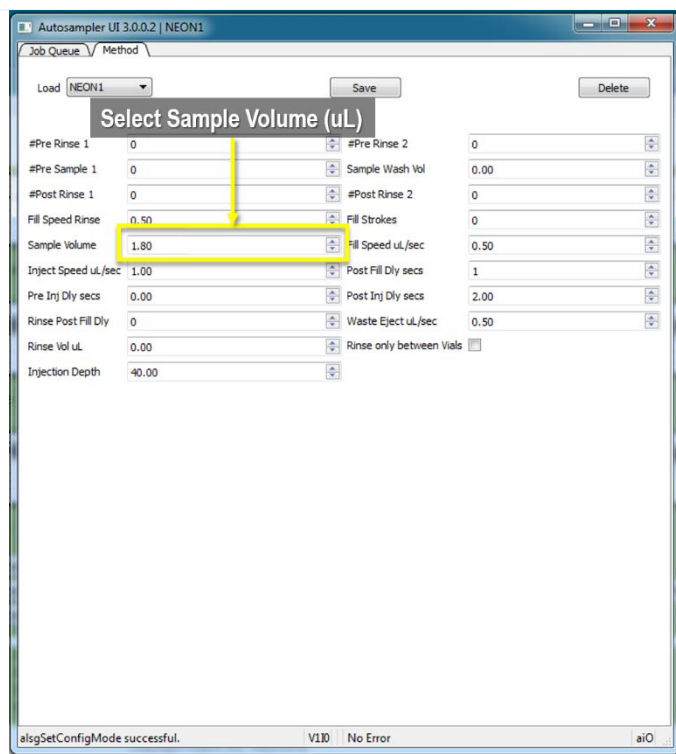 Autosampler UI 3.0.0.2 | NEON1
Job Queue Method
Load NEON1 Save Delete
Select Sample Volume (uL)
#Pre Rinse 1 0 #Pre Rinse 2 0
#Pre Sample 1 0 Sample Wash Vol 0.00
#Post Rinse 1 0 #Post Rinse 2 0
Fill Speed Rinse 0.50 Fill Strokes 0
Sample Volume 1.80 Fill Speed uL/sec 0.50
Inject Speed uL/sec 1.00 Post Fill Dly secs 1
Pre Inj Dly secs 0.00 Post Inj Dly secs 2.00
Rinse Post Fill Dly 0 Waste Eject uL/sec 0.50
Rinse Vol uL 0.00 Rinse only between Vials
Injection Depth 40.00
alsgSetConfigMode successful. V1I0 No Error aiO